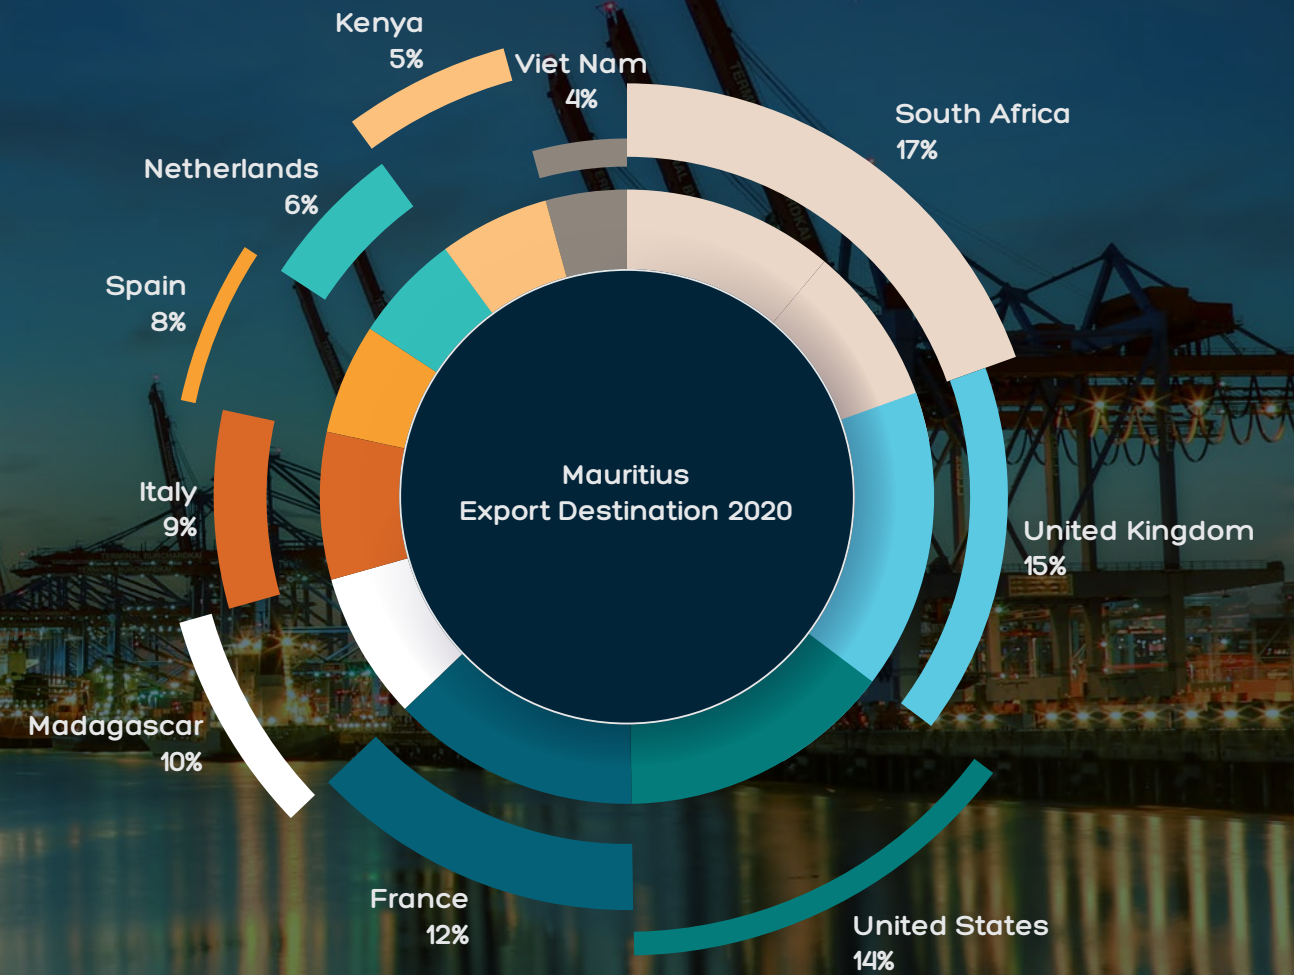 Kenya
5%
Viet Nam
4%
South Africa
17%
Netherlands
6%
Spain
8%
Italy
9%
Mauritius
Export Destination 2020
United Kingdom
15%
Madagascar
10%
France
12%
United States
14%